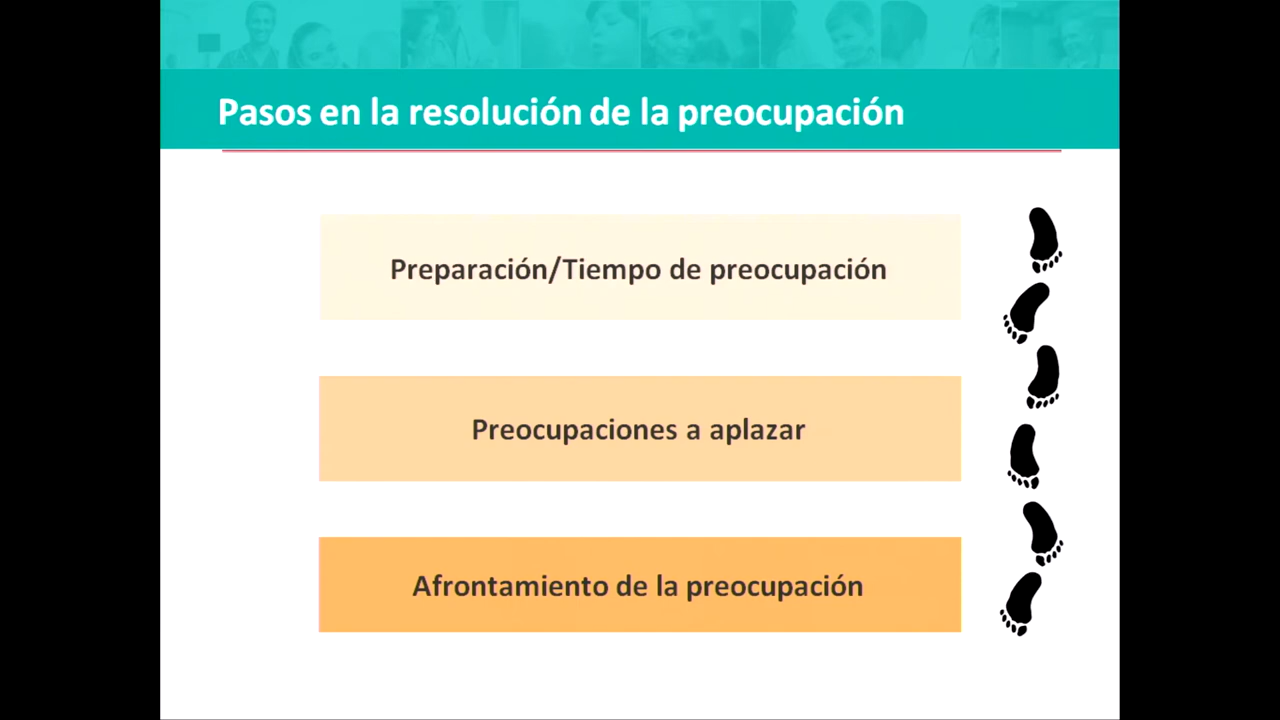 Pasos en la resolución de la preocupación
Preparación/Tiempo de preocupación
Preocupaciones a aplazar
Afrontamiento de la preocupación